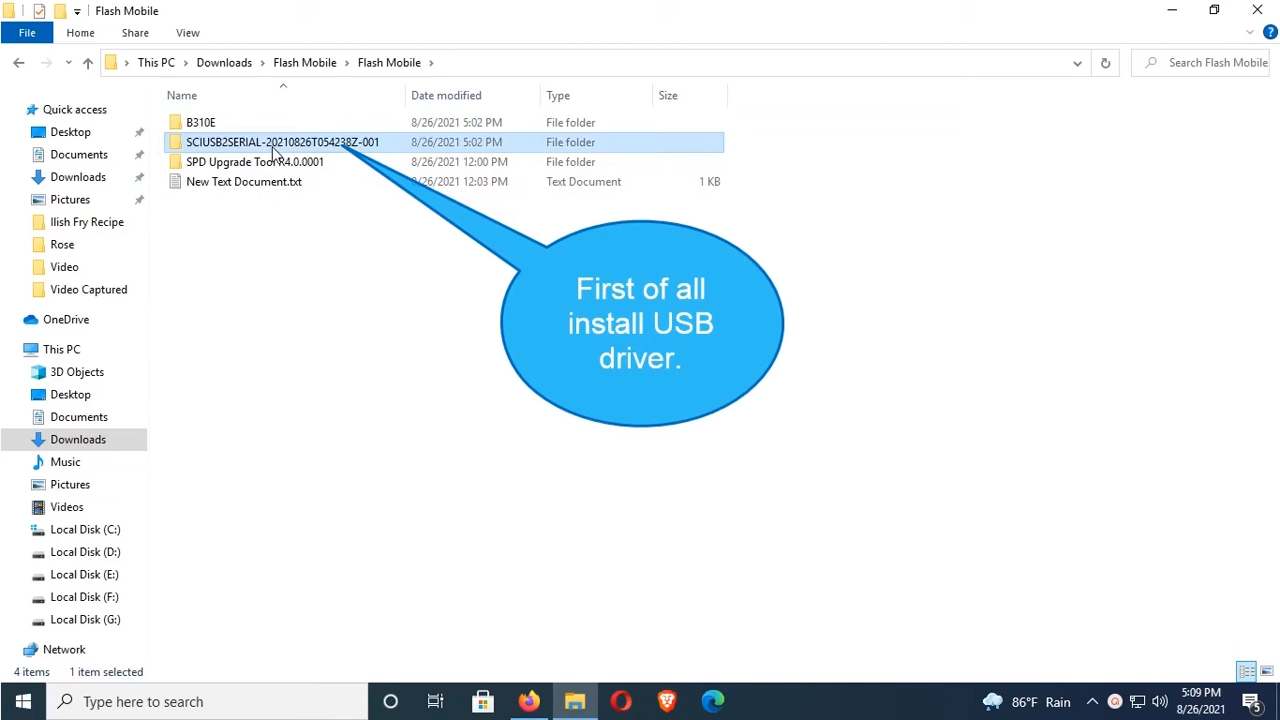 Flash Mobile
File Home Share View
This PC Downloads Flash Mobile Flash Mobile
Search Flash Mobile
Name Date modified Type Size
B310E 8/26/2021 5:02 PM File folder
SCIUSB2SERIAL-20210826T054238Z-001 8/26/2021 5:02 PM File folder
SPD Upgrade Tool R4.0.0001 8/26/2021 12:00 PM File folder
New Text Document.txt 8/26/2021 12:03 PM Text Document 1 KB
First of all
install USB
driver.
Quick access
Desktop
Documents
Downloads
Pictures
Ilish Fry Recipe
Rose
Video
Video Captured
OneDrive
This PC
3D Objects
Desktop
Documents
Downloads
Music
Pictures
Videos
Local Disk (C:)
Local Disk (D:)
Local Disk (E:)
Local Disk (F:)
Local Disk (G:)
Network
4 items 1 item selected
Type here to search
86°F Rain
5:09 PM
8/26/2021
5